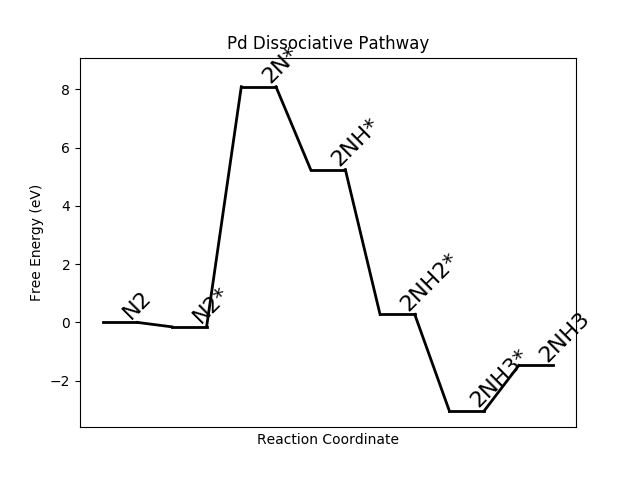 Pd Dissociative Pathway
Free Energy (eV)
8
6
4
2
0
−2
N2
N2*
2N*
2NH*
2NH2*
2NH3*
2NH3
Reaction Coordinate